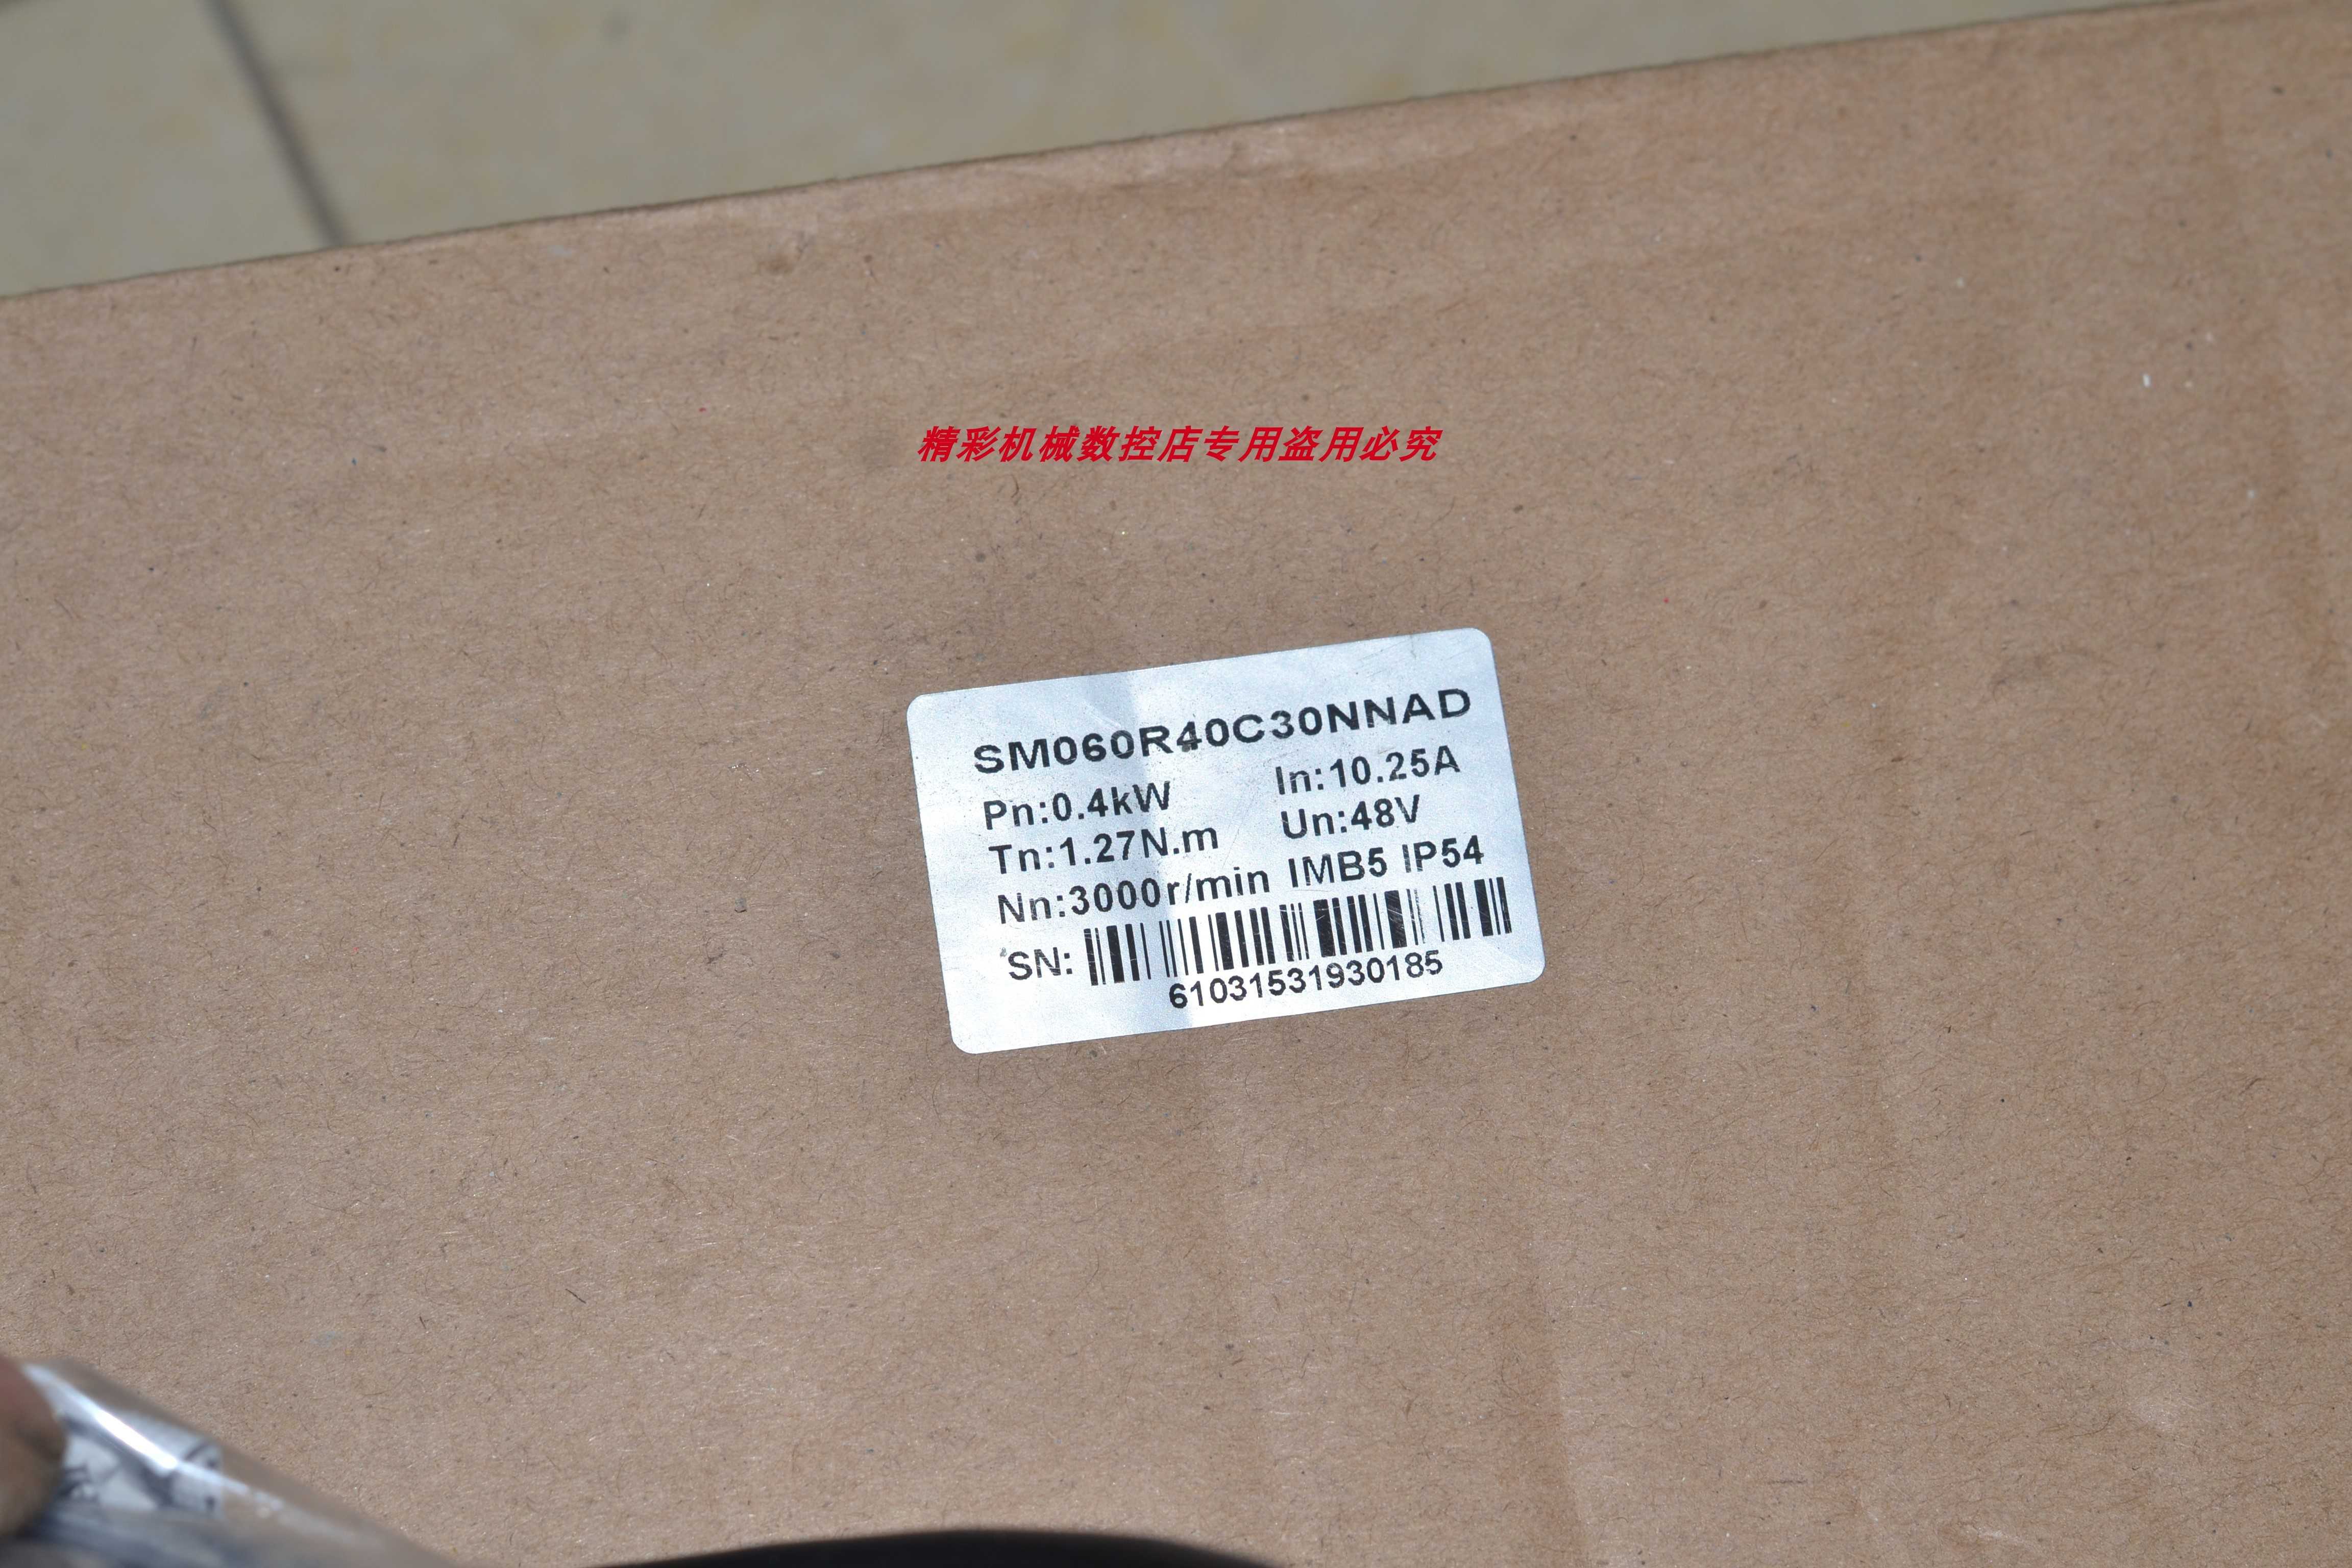 精彩机械数控店专用盗用必究
SM060R40C30NNAD
Pn:0.4kW In:10.25A
Tn:1.27N.m Un:48V
Nn:3000r/min IMB5 IP54
SN:
61031531930185